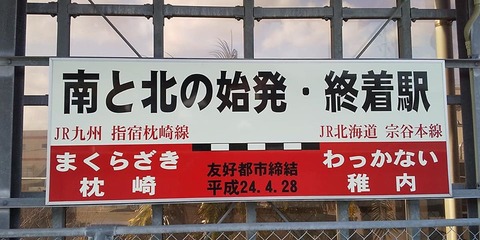 南と北の始発・終着駅
JR九州 指宿枕崎線
JR北海道 宗谷本線
まくらざき
枕崎
友好都市締結
平成24.4.28
わっかない
稚内